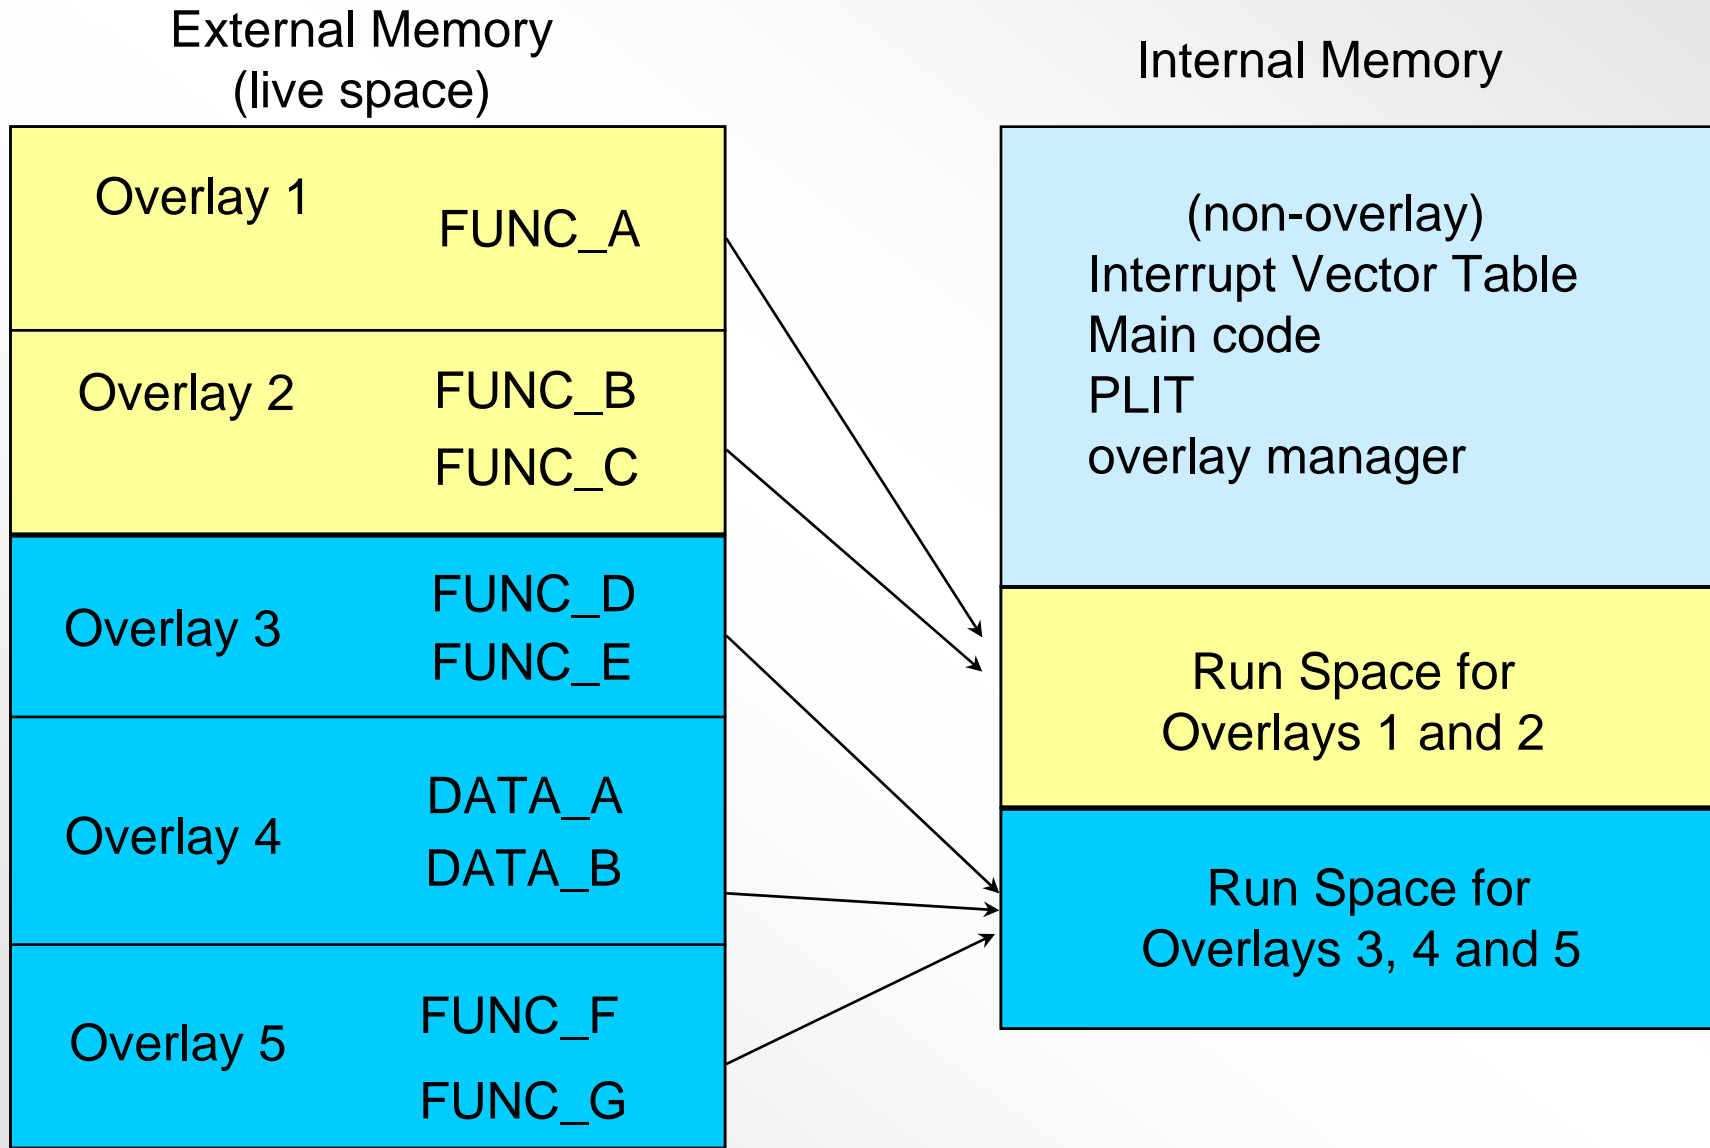 External Memory
(live space)
Overlay 1
FUNC_A
Overlay 2
FUNC_B
FUNC_C
Overlay 3
FUNC_D
FUNC_E
Overlay 4
DATA_A
DATA_B
Overlay 5
FUNC_F
FUNC_G
Internal Memory
(non-overlay)
Interrupt Vector Table
Main code
PLIT
overlay manager
Run Space for
Overlays 1 and 2
Run Space for
Overlays 3, 4 and 5